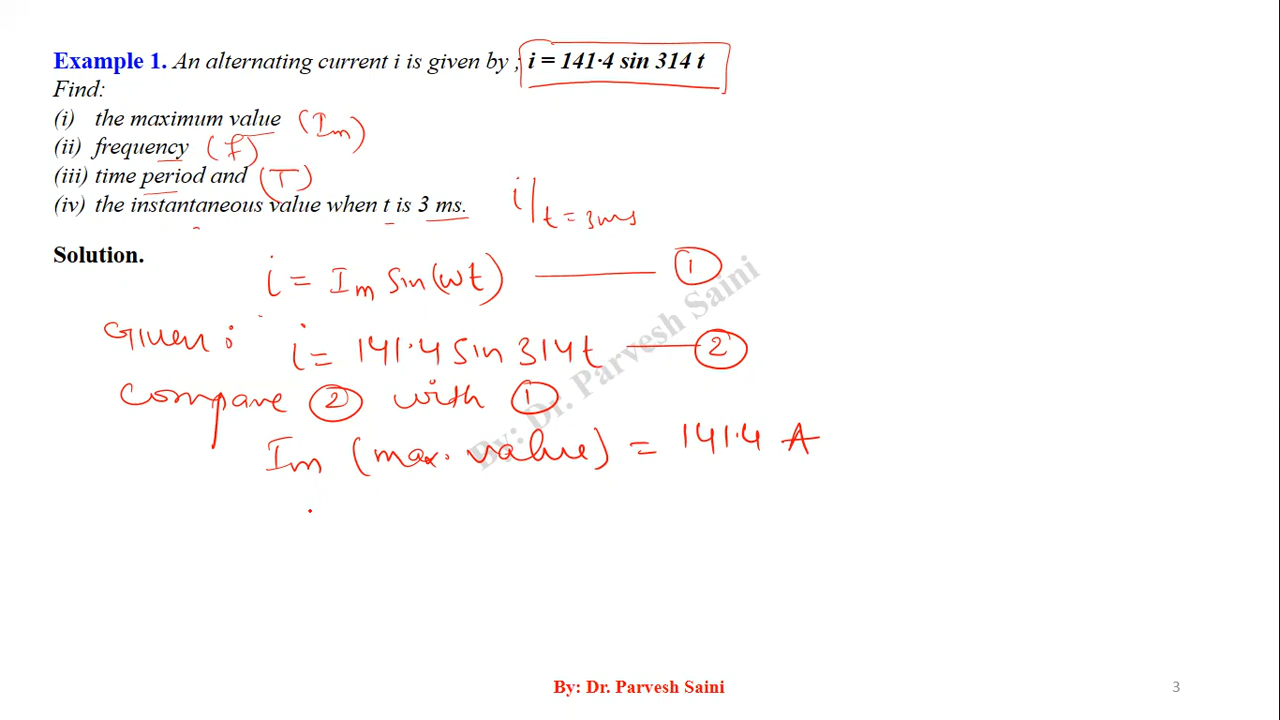 Example 1. An alternating current i is given by ; i = 141·4 sin 314 t
Find:
(i) the maximum value (Im)
(ii) frequency (f)
(iii) time period and (T)
(iv) the instantaneous value when t is 3 ms. i/t = 3ms
Solution.
i = Im Sin(ωt) ——— ①
Given: i = 141.4 Sin 314t —— ②
Compare ② with ①
Im (max. value) = 141.4 A
By: Dr. Parvesh Saini
By: Dr. Parvesh Saini
3